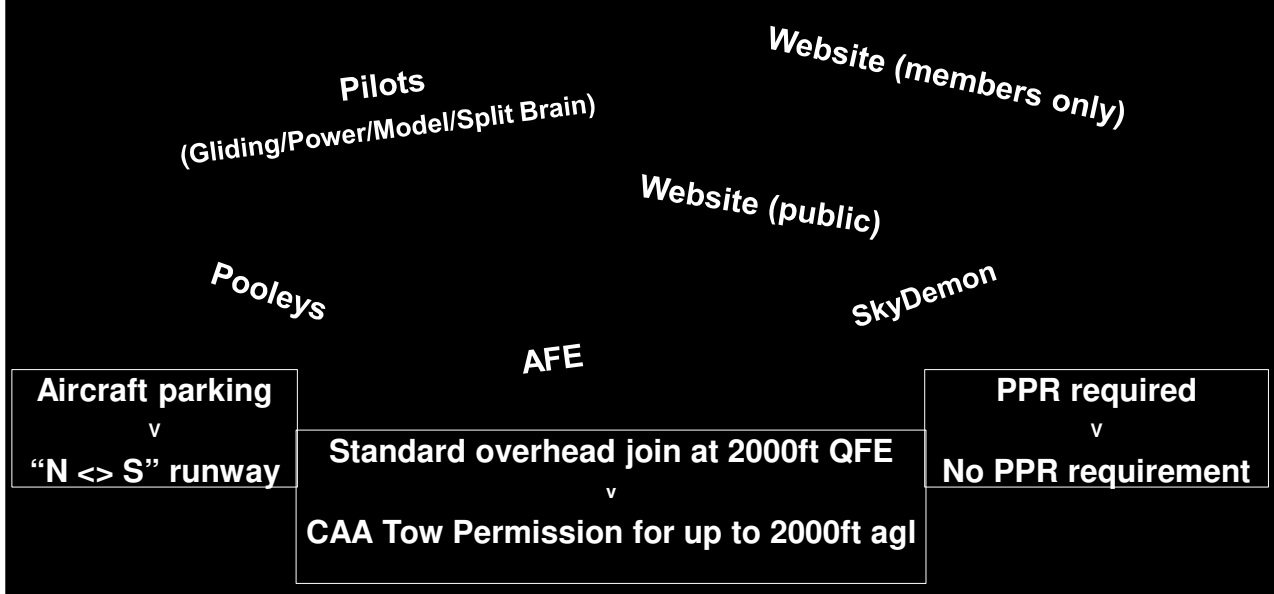 Website (members only)
Pilots
(Gliding/Power/Model/Split Brain)
Website (public)
Pooleys
SkyDemon
AFE
Aircraft parking
v
“N <> S” runway
Standard overhead join at 2000ft QFE
v
CAA Tow Permission for up to 2000ft agl
PPR required
v
No PPR requirement